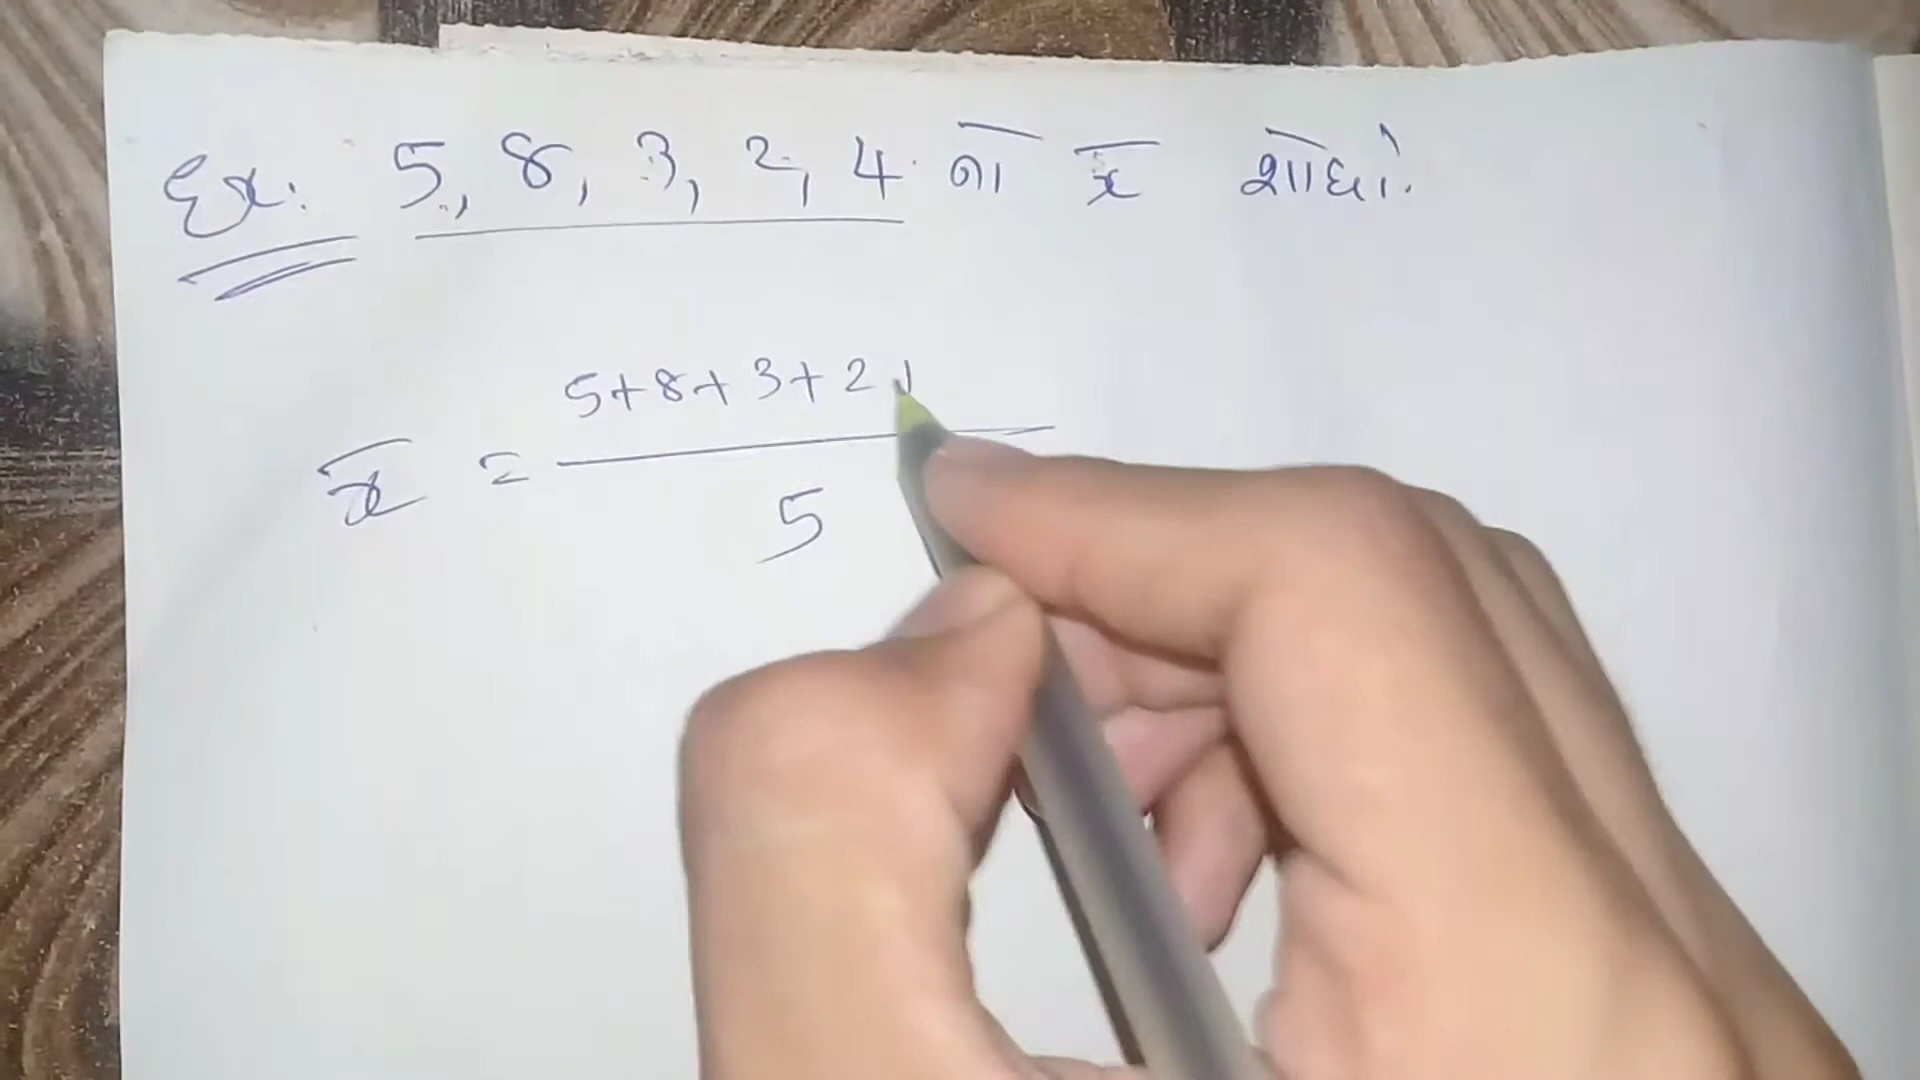 Ex: 5, 8, 3, 2, 4 નો x̄ શોધો.
x̄ = 5+8+3+2+
5